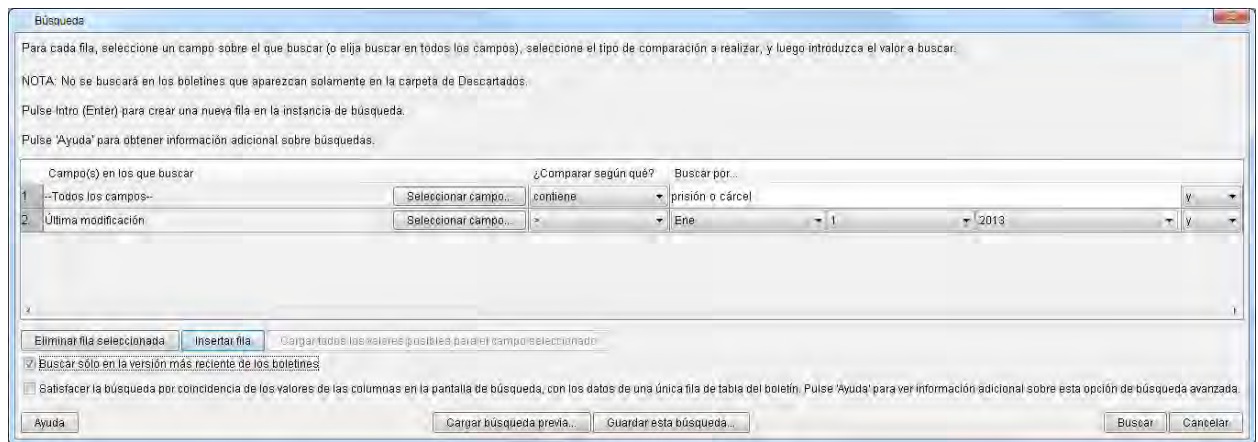 Búsqueda
Para cada fila, seleccione un campo sobre el que buscar (o elija buscar en todos los campos), seleccione el tipo de comparación a realizar, y luego introduzca el valor a buscar.
NOTA: No se buscará en los boletines que aparezcan solamente en la carpeta de Descartados.
Pulse Intro (Enter) para crear una nueva fila en la instancia de búsqueda.
Pulse 'Ayuda' para obtener información adicional sobre búsquedas.
Campo(s) en los que buscar ¿Comparar según qué? Buscar por...
1 --Todos los campos-- Seleccionar campo... contiene prisión o cárcel y
2 Última modificación Seleccionar campo... > Ene 1 2013 y
Eliminar fila seleccionada Insertar fila Cargar todos los valores posibles para el campo seleccionado
Buscar sólo en la versión más reciente de los boletines
Satisfacer la búsqueda por coincidencia de los valores de las columnas en la pantalla de búsqueda, con los datos de una única fila de tabla del boletín. Pulse 'Ayuda' para ver información adicional sobre esta opción de búsqueda avanzada.
Ayuda Cargar búsqueda previa... Guardar esta búsqueda... Buscar Cancelar